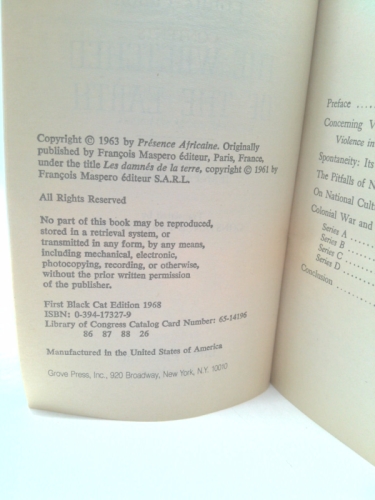 Copyright © 1963 by Présence Africaine. Originally
published by François Maspero éditeur, Paris, France,
under the title Les damnés de la terre, copyright © 1961 by
François Maspero éditeur S.A.R.L.
All Rights Reserved
No part of this book may be reproduced,
stored in a retrieval system, or
transmitted in any form, by any means,
including mechanical, electronic,
photocopying, recording, or otherwise,
without the prior written permission
of the publisher.
First Black Cat Edition 1968
ISBN: 0-394-17327-9
Library of Congress Catalog Card Number: 65-14196
86 87 88 26
Manufactured in the United States of America
Grove Press, Inc., 920 Broadway, New York, N.Y. 10010
Preface
Concerning V
Violence in
Spontaneity: Its
The Pitfalls of N
On National Cultu
Colonial War and
Series A
Series B
Series C
Series D
Conclusion